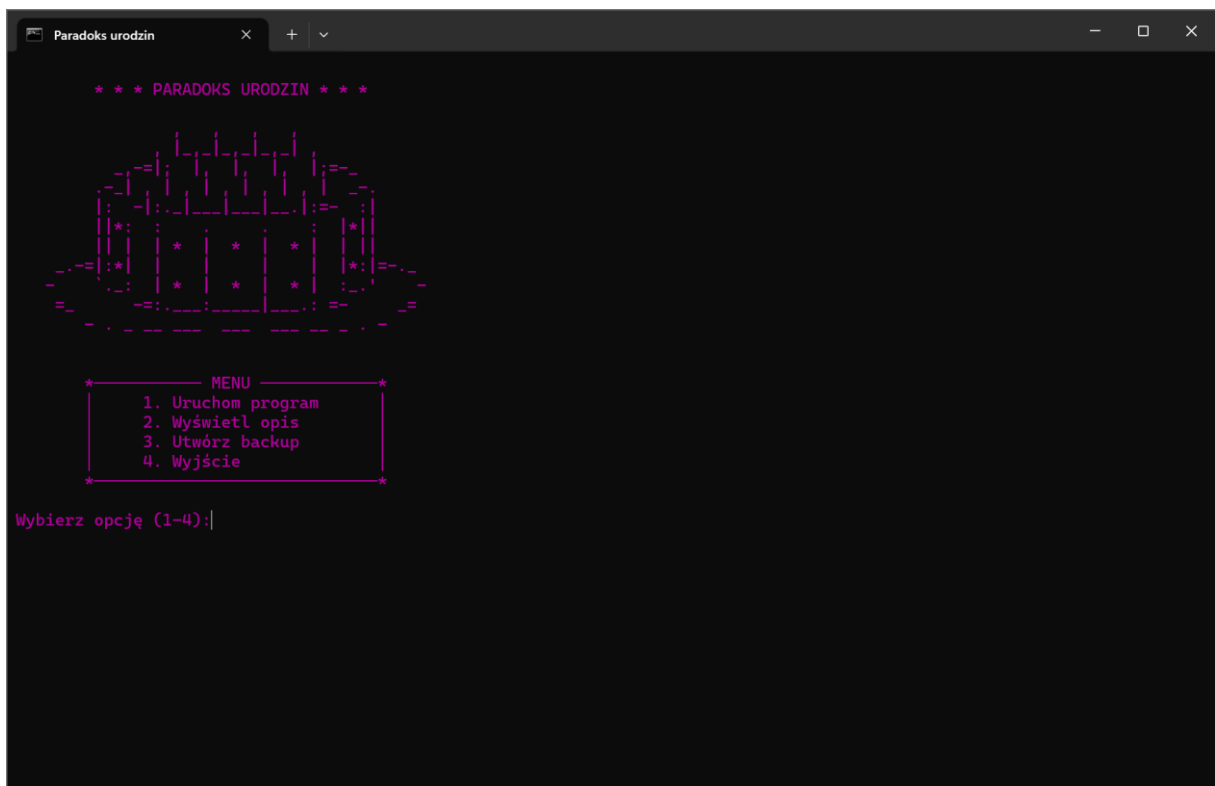 Paradoks urodzin
* * * PARADOKS URODZIN * * *
MENU
1. Uruchom program
2. Wyświetl opis
3. Utwórz backup
4. Wyjście
Wybierz opcję (1-4):